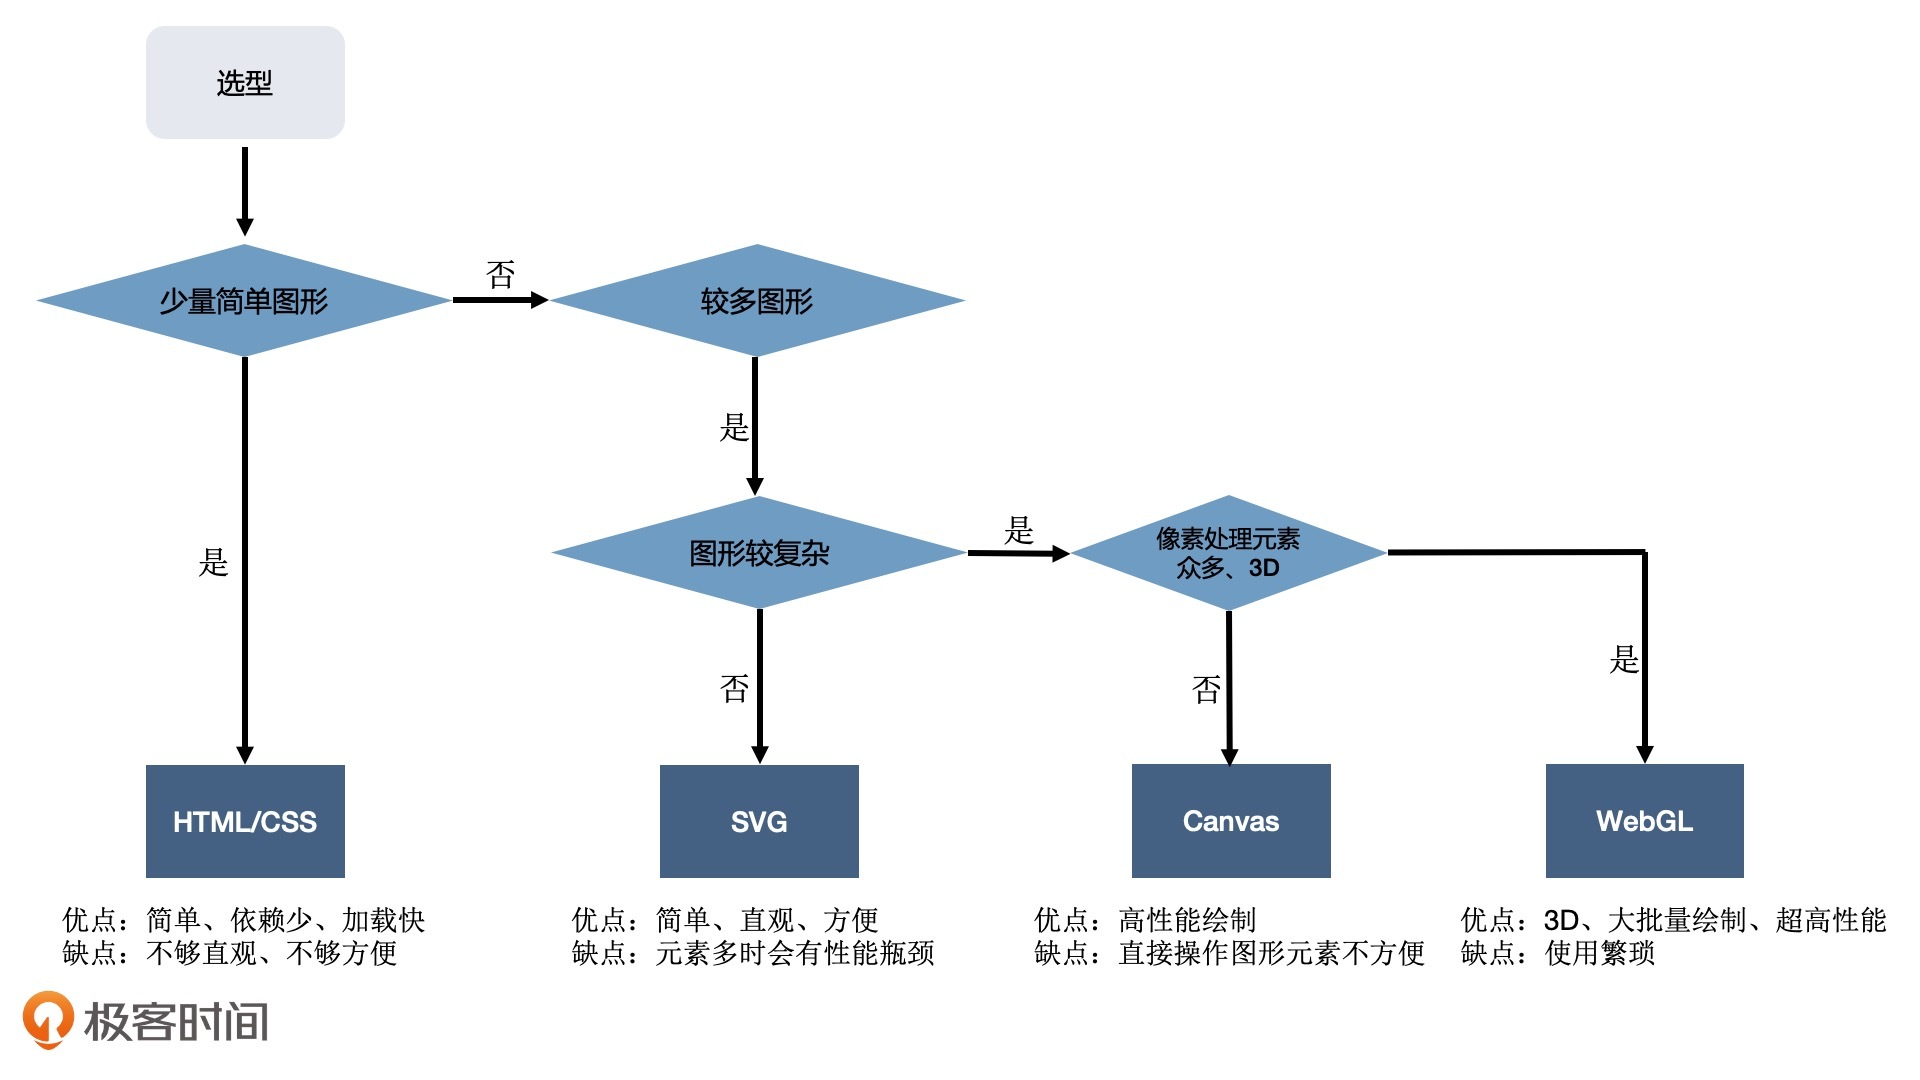 选型
少量简单图形
否
较多图形
是
是
图形较复杂
是
像素处理元素
众多、3D
否
否
是
HTML/CSS
SVG
Canvas
WebGL
优点：简单、依赖少、加载快
缺点：不够直观、不够方便
优点：简单、直观、方便
缺点：元素多时会有性能瓶颈
优点：高性能绘制
缺点：直接操作图形元素不方便
优点：3D、大批量绘制、超高性能
缺点：使用繁琐
极客时间